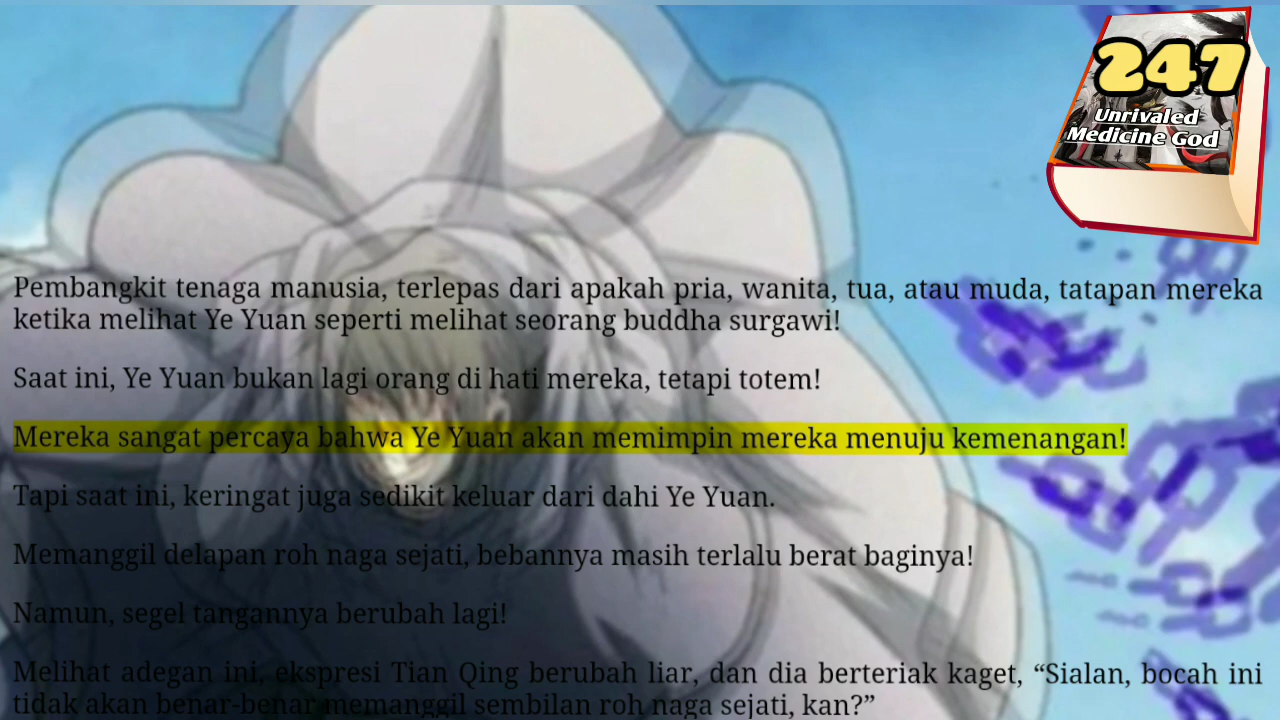 247
Unrivaled
Medicine God
Pembangkit tenaga manusia, terlepas dari apakah pria, wanita, tua, atau muda, tatapan mereka
ketika melihat Ye Yuan seperti melihat seorang buddha surgawi!
Saat ini, Ye Yuan bukan lagi orang di hati mereka, tetapi totem!
Mereka sangat percaya bahwa Ye Yuan akan memimpin mereka menuju kemenangan!
Tapi saat ini, keringat juga sedikit keluar dari dahi Ye Yuan.
Memanggil delapan roh naga sejati, bebannya masih terlalu berat baginya!
Namun, segel tangannya berubah lagi!
Melihat adegan ini, ekspresi Tian Qing berubah liar, dan dia berteriak kaget, “Sialan, bocah ini
tidak akan benar-benar memanggil sembilan roh naga sejati, kan?”